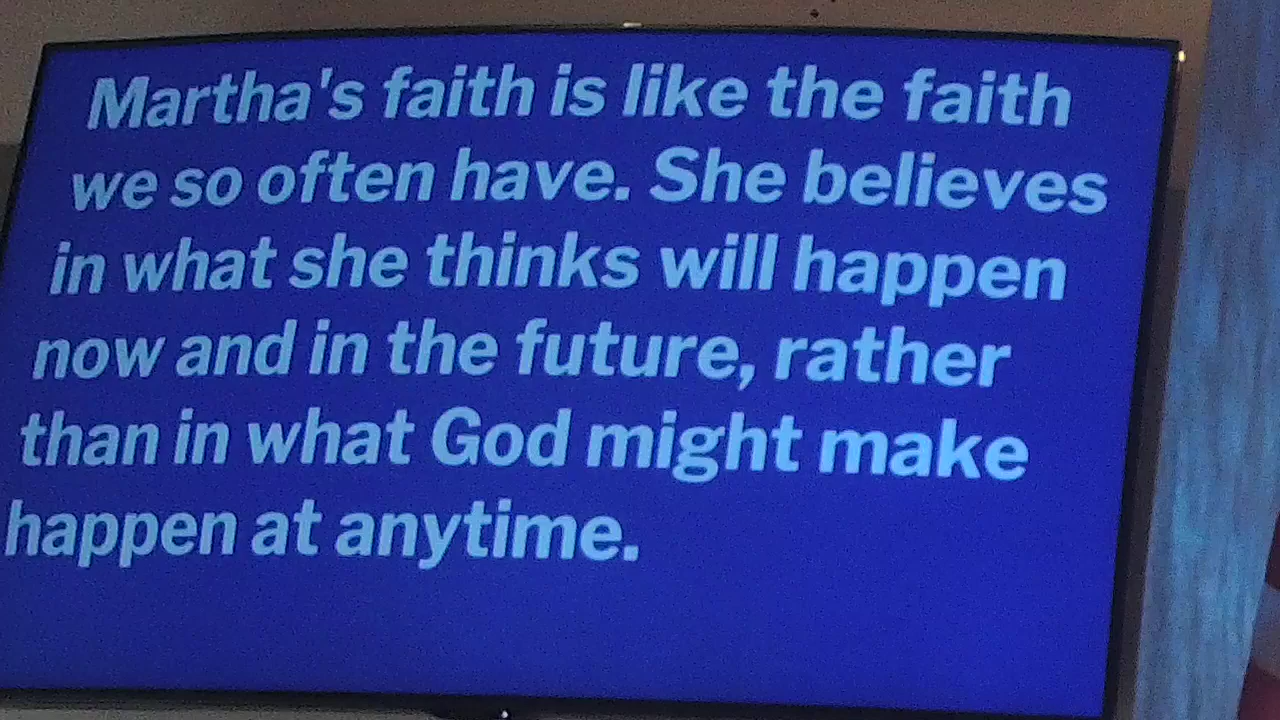 Martha's faith is like the faith
we so often have. She believes
in what she thinks will happen
now and in the future, rather
than in what God might make
happen at anytime.